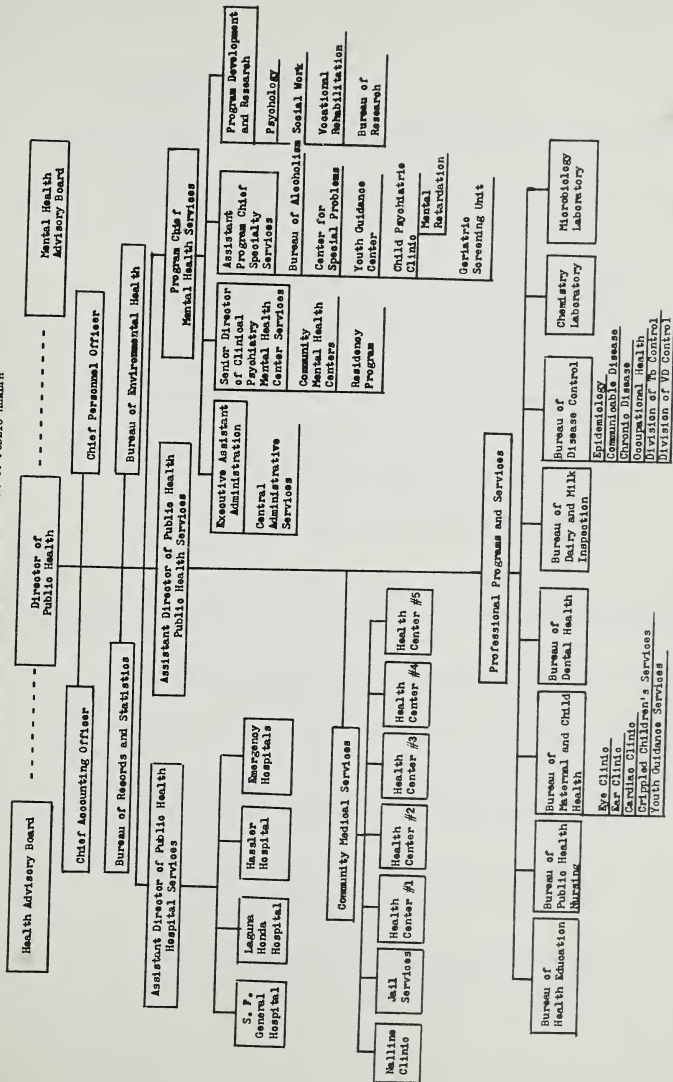 PUBLIC HEALTH
Health Advisory Board
Director of
Public Health
Mental Health
Advisory Board
Chief Accounting Officer
Chief Personnel Officer
Bureau of Records and Statistics
Bureau of Environmental Health
Assistant Director of Public Health
Hospital Services
Assistant Director of Public Health
Public Health Services
Program Chief
Mental Health Services
S. F.
General
Hospital
Laguna
Honda
Hospital
Hassler
Hospital
Emergency
Hospitals
Executive Assistant
Administration
Central
Administrative
Services
Senior Director
of Clinical
Psychiatry
Mental Health
Center Services
Community
Mental Health
Centers
Residency
Program
Assistant
Program Chief
Specialty
Services
Bureau of Alcoholism
Center for
Special Problems
Youth Guidance
Center
Child Psychiatric
Clinic
Mental
Retardation
Geriatric
Screening Unit
Program Development
and Research
Psychology
Social Work
Vocational
Rehabilitation
Bureau of
Research
Community Medical Services
Nalline
Clinic
Jail
Services
Health
Center #1
Health
Center #2
Health
Center #3
Health
Center #4
Health
Center #5
Professional Programs and Services
Bureau of
Health Education
Bureau of
Public Health
Nursing
Bureau of
Maternal and Child
Health
Eye Clinic
Ear Clinic
Cardiac Clinic
Crippled Children's Services
Youth Guidance Services
Bureau of
Dental Health
Bureau of
Dairy and Milk
Inspection
Bureau of
Disease Control
Epidemiology
Communicable Disease
Chronic Disease
Occupational Health
Division of Tb Control
Division of VD Control
Chemistry
Laboratory
Microbiology
Laboratory